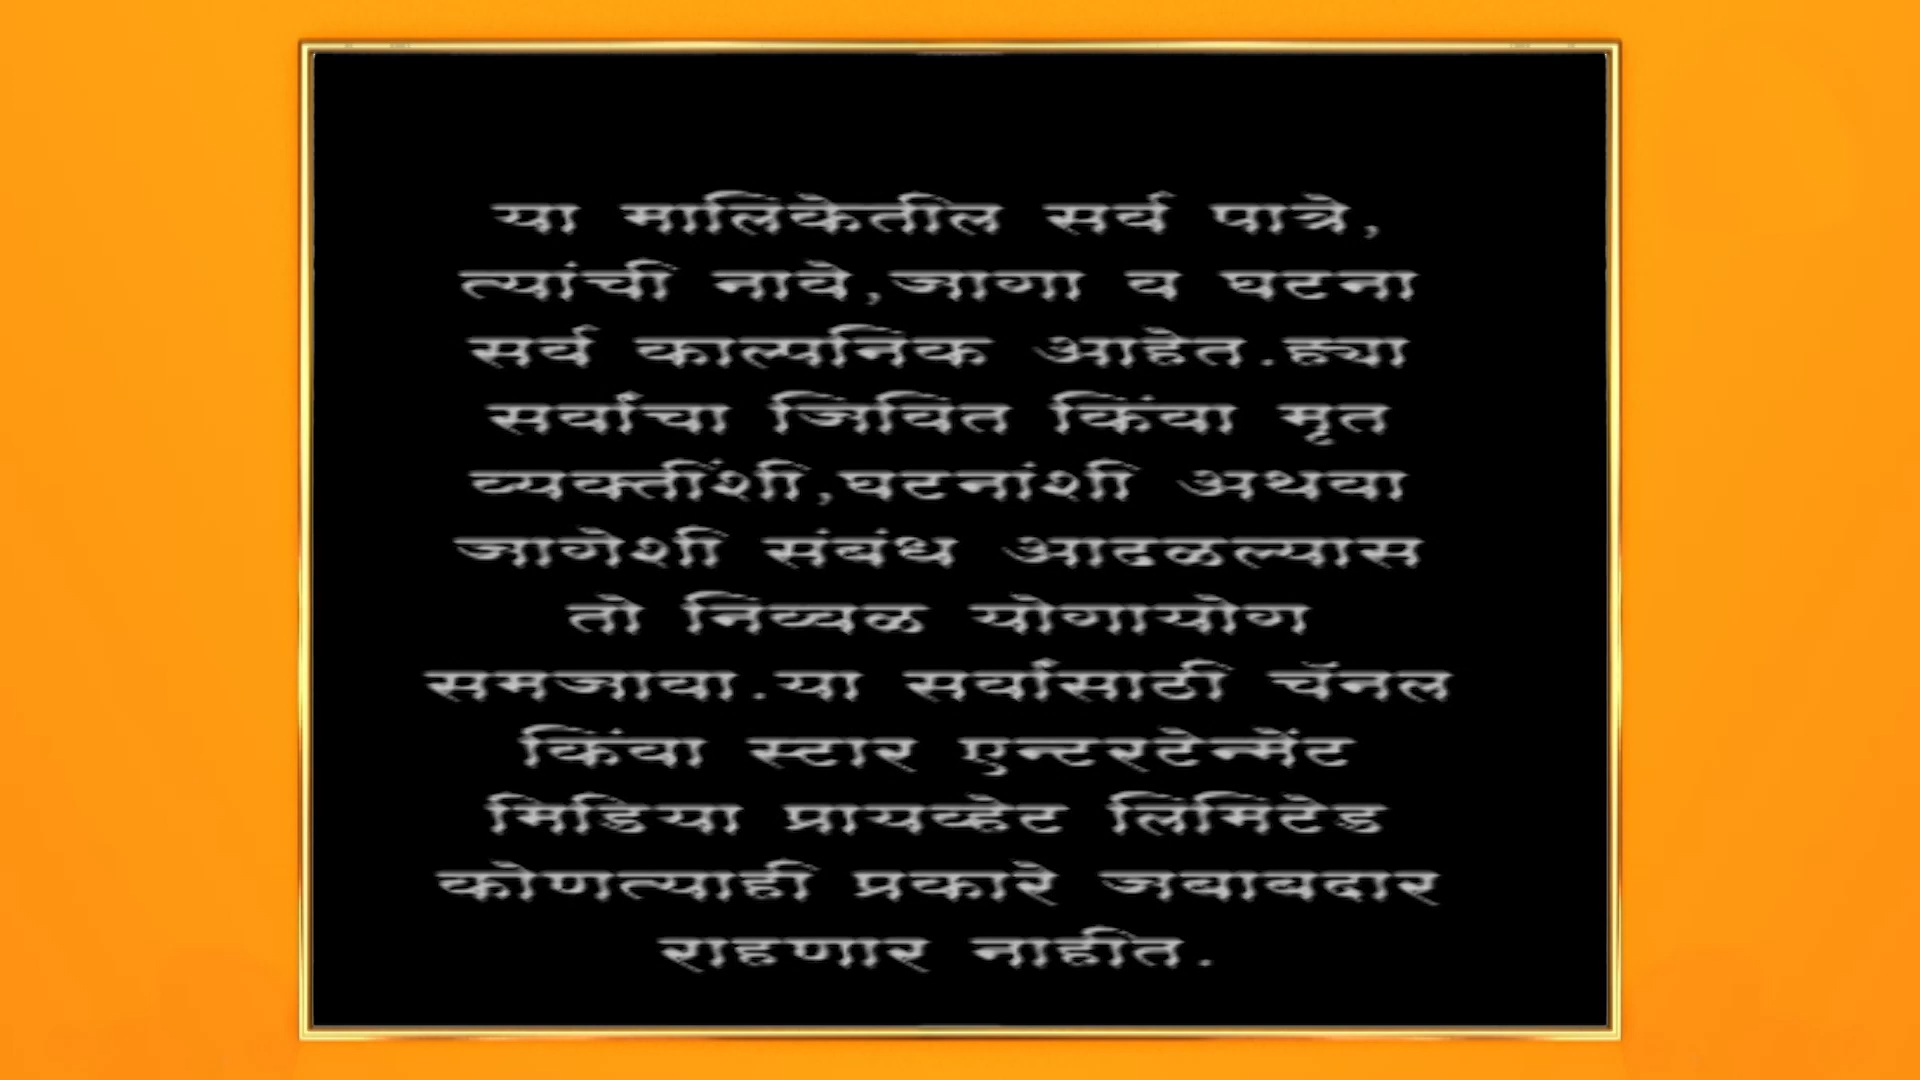 या मालिकेतील सर्व पात्रे,
त्यांची नावे,जागा व घटना
सर्व काल्पनिक आहेत.ह्या
सर्वांचा जिवित किंवा मृत
व्यक्तींशी,घटनांशी अथवा
जागेशी संबंध आढळल्यास
तो निव्वळ योगायोग
समजावा.या सर्वांसाठी चॅनल
किंवा स्टार एन्टरटेन्मेंट
मिडिया प्रायव्हेट लिमिटेड
कोणत्याही प्रकारे जबाबदार
राहणार नाहीत.